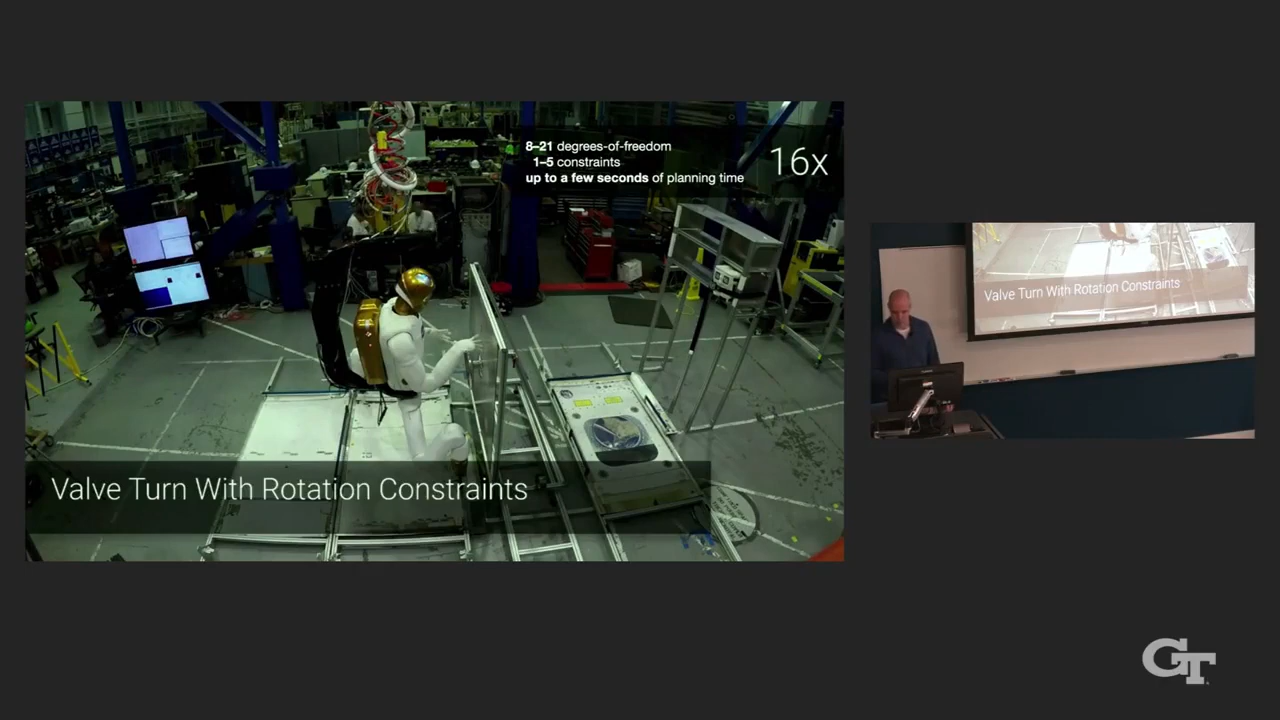 8–21 degrees-of-freedom
1–5 constraints
up to a few seconds of planning time
16x
Valve Turn With Rotation Constraints
Valve Turn With Rotation Constraints
GT